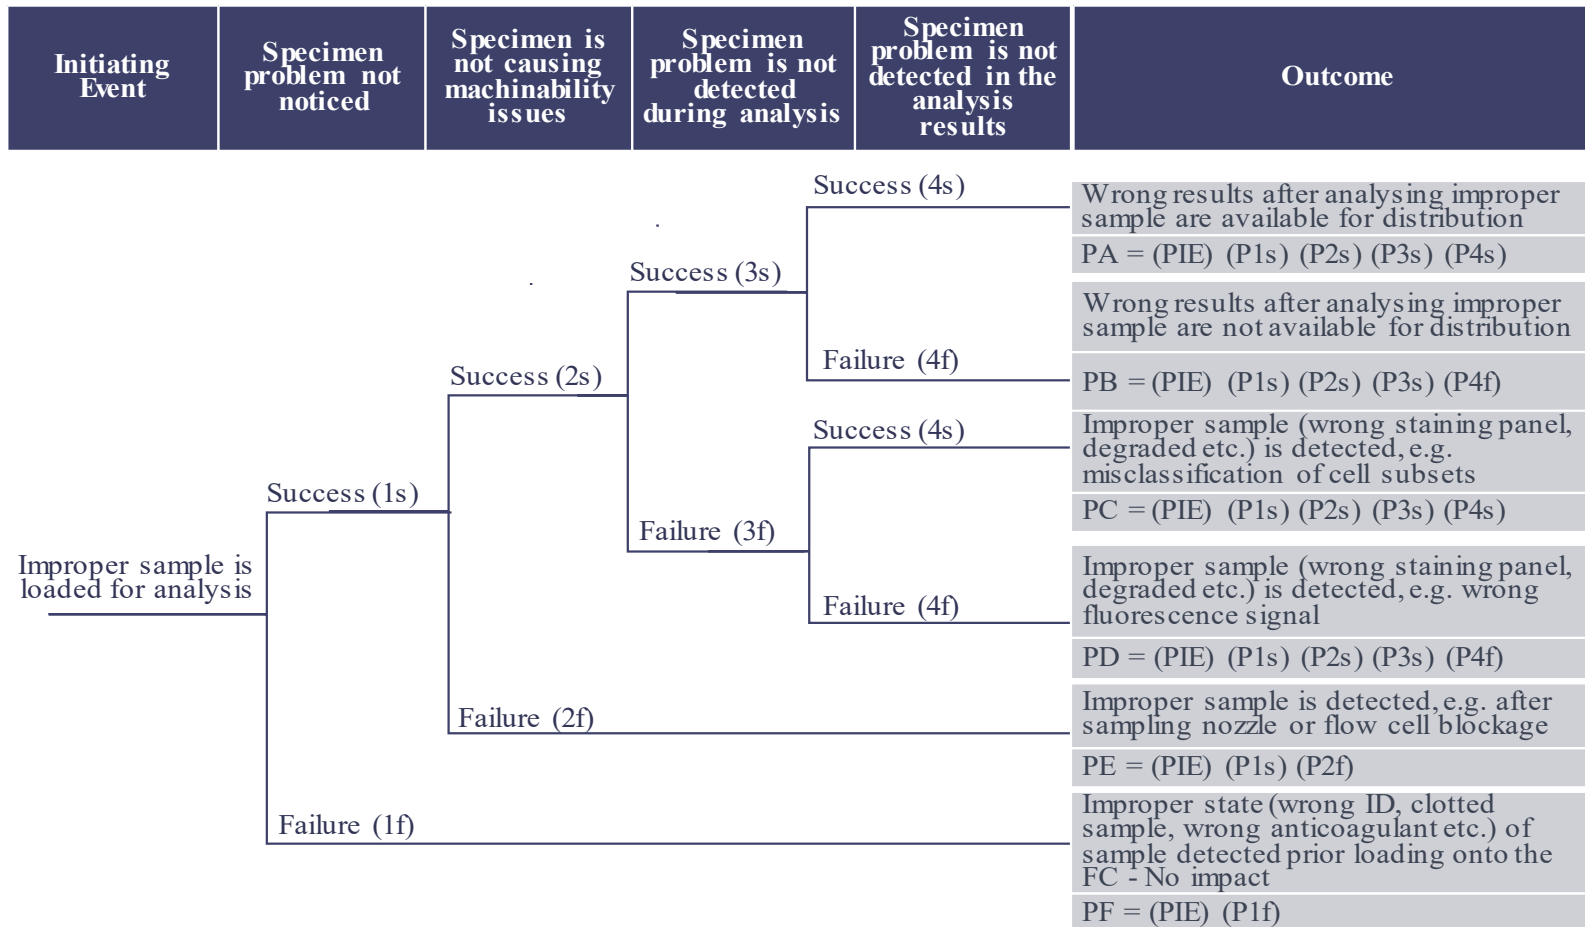 Initiating
Event
Specimen
problem not
noticed
Specimen is
not causing
machinability
issues
Specimen
problem is not
detected
during analysis
Specimen
problem is not
detected in the
analysis
results
Outcome
Success (4s)
Wrong results after analysing improper
sample are available for distribution
PA = (PIE) (P1s) (P2s) (P3s) (P4s)
Success (3s)
Wrong results after analysing improper
sample are not available for distribution
Failure (4f)
PB = (PIE) (P1s) (P2s) (P3s) (P4f)
Success (2s)
Success (4s)
Improper sample (wrong staining panel,
degraded etc.) is detected, e.g.
misclassification of cell subsets
PC = (PIE) (P1s) (P2s) (P3s) (P4s)
Success (1s)
Failure (3f)
Improper sample is
loaded for analysis
Failure (4f)
Improper sample (wrong staining panel,
degraded etc.) is detected, e.g. wrong
fluorescence signal
PD = (PIE) (P1s) (P2s) (P3s) (P4f)
Failure (2f)
Improper sample is detected, e.g. after
sampling nozzle or flow cell blockage
PE = (PIE) (P1s) (P2f)
Failure (1f)
Improper state (wrong ID, clotted
sample, wrong anticoagulant etc.) of
sample detected prior loading onto the
FC - No impact
PF = (PIE) (P1f)